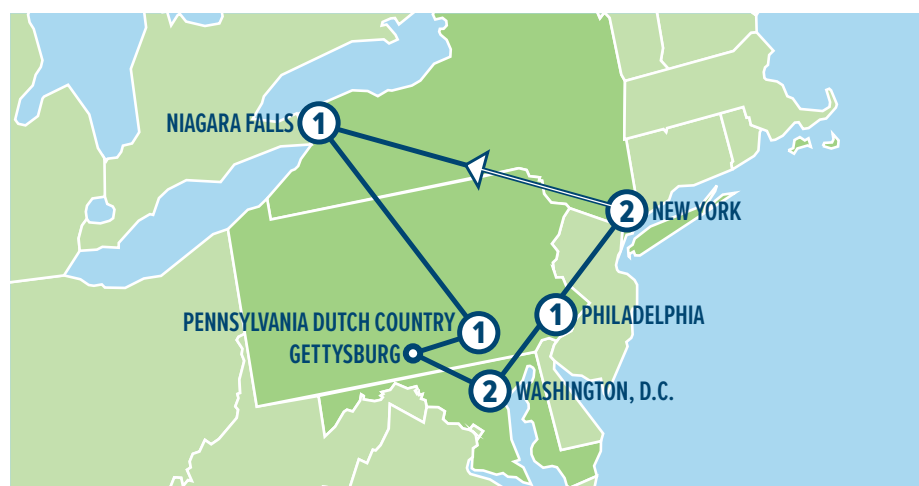 NIAGARA FALLS 1
2 NEW YORK
PENNSYLVANIA DUTCH COUNTRY 1
1 PHILADELPHIA
GETTYSBURG
2 WASHINGTON, D.C.